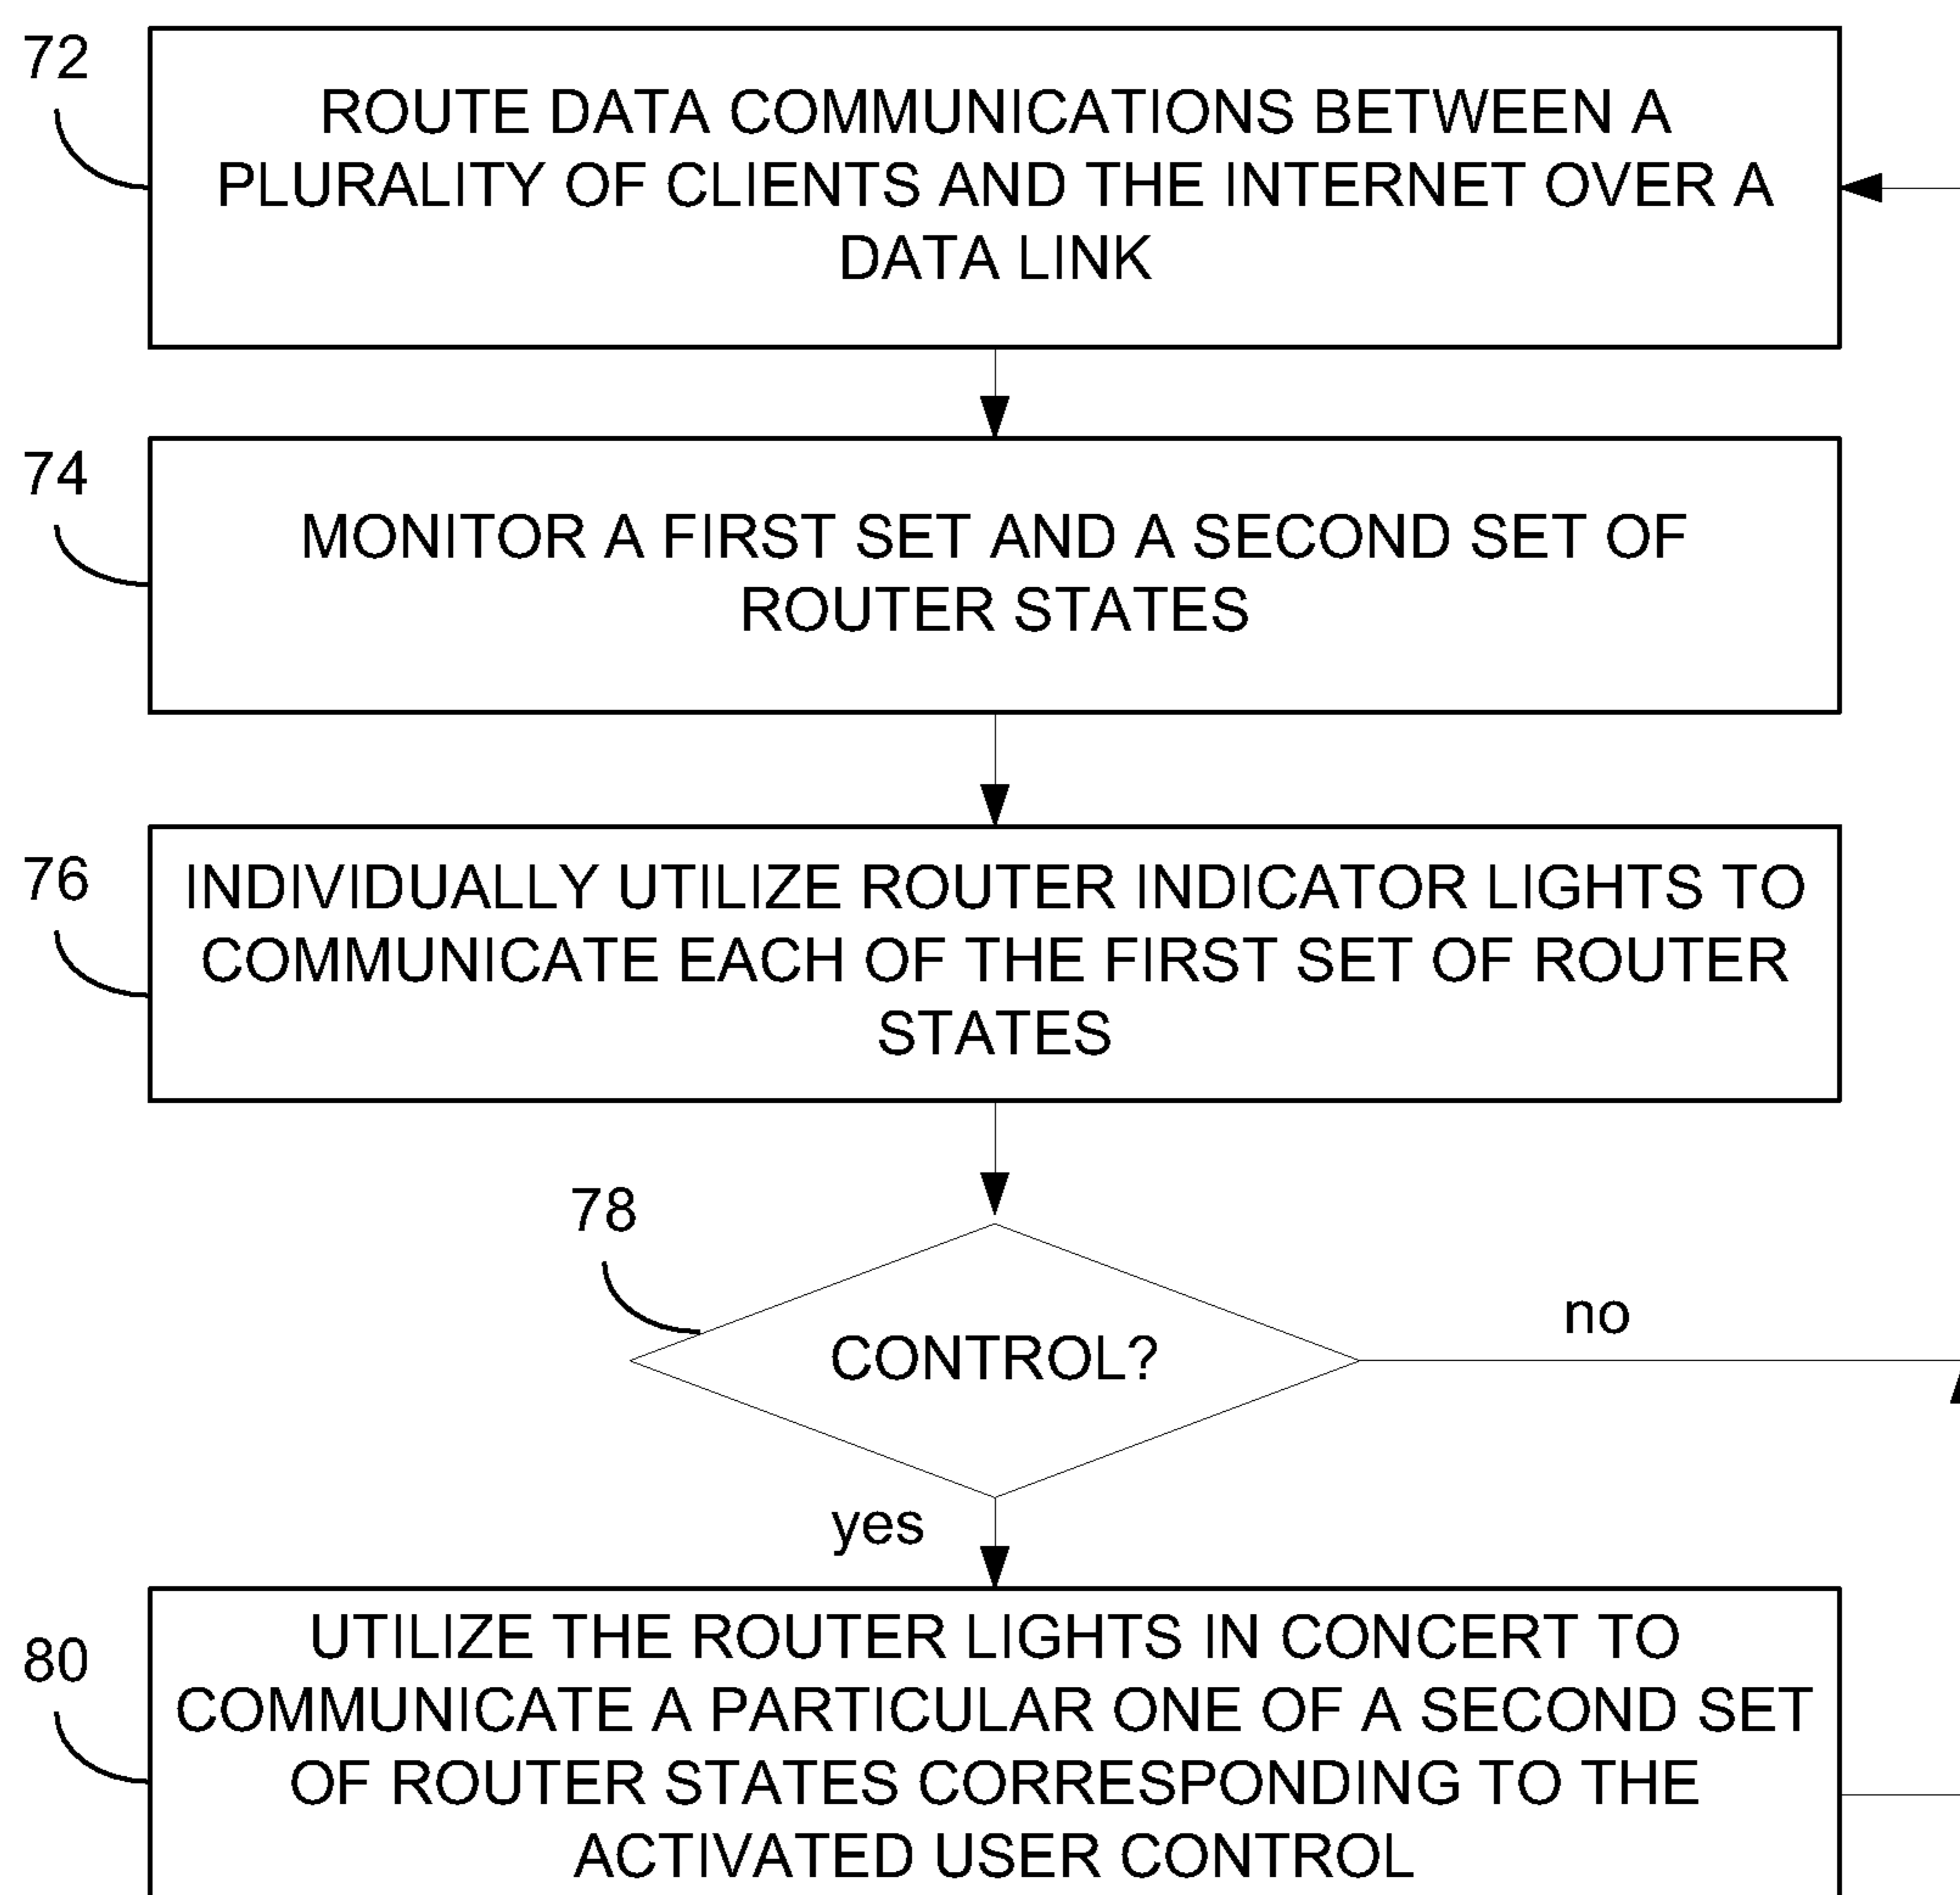 72
ROUTE DATA COMMUNICATIONS BETWEEN A
PLURALITY OF CLIENTS AND THE INTERNET OVER A
DATA LINK
74
MONITOR A FIRST SET AND A SECOND SET OF
ROUTER STATES
76
INDIVIDUALLY UTILIZE ROUTER INDICATOR LIGHTS TO
COMMUNICATE EACH OF THE FIRST SET OF ROUTER
STATES
78
CONTROL?
no
yes
80
UTILIZE THE ROUTER LIGHTS IN CONCERT TO
COMMUNICATE A PARTICULAR ONE OF A SECOND SET
OF ROUTER STATES CORRESPONDING TO THE
ACTIVATED USER CONTROL